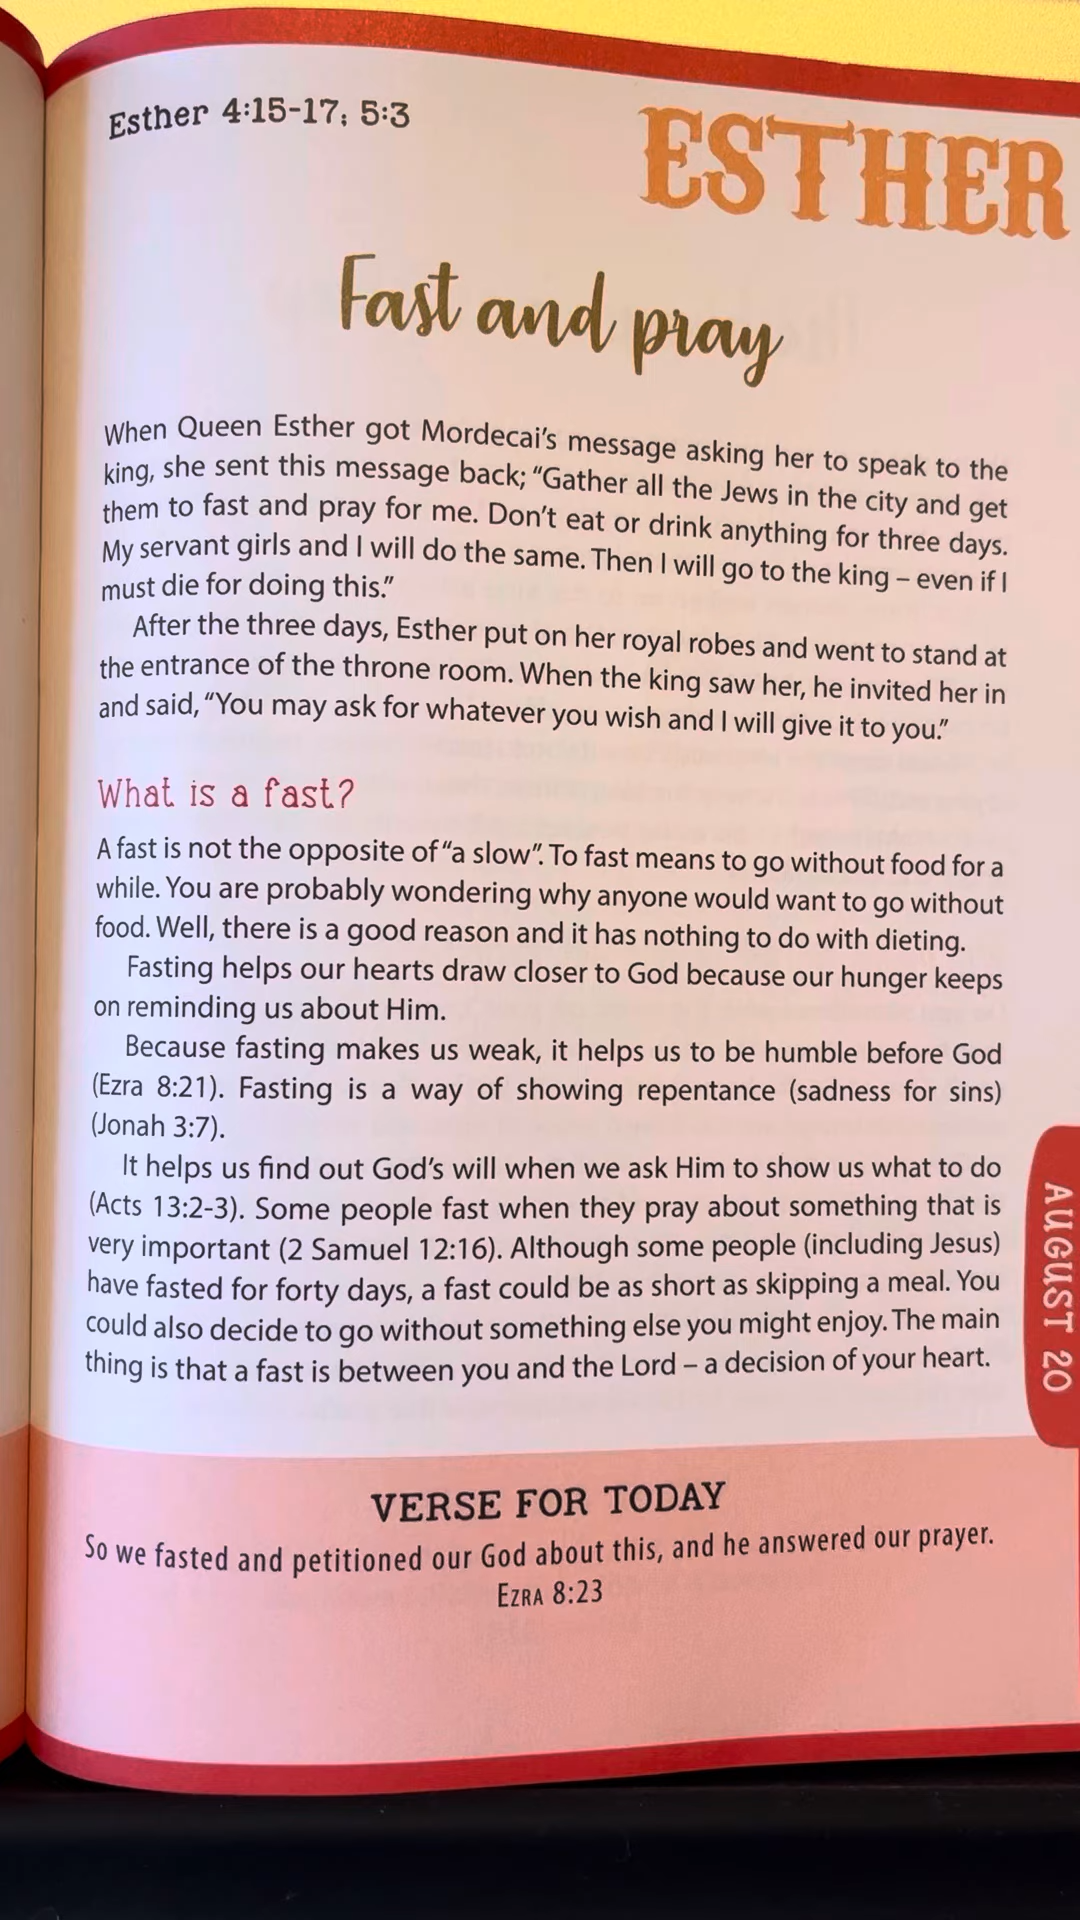 Esther 4:15-17; 5:3
ESTHER
Fast and pray
When Queen Esther got Mordecai's message asking her to speak to the
king, she sent this message back; "Gather all the Jews in the city and get
them to fast and pray for me. Don't eat or drink anything for three days.
My servant girls and I will do the same. Then I will go to the king – even if I
must die for doing this."
After the three days, Esther put on her royal robes and went to stand at
the entrance of the throne room. When the king saw her, he invited her in
and said, "You may ask for whatever you wish and I will give it to you."
What is a fast?
A fast is not the opposite of "a slow". To fast means to go without food for a
while. You are probably wondering why anyone would want to go without
food. Well, there is a good reason and it has nothing to do with dieting.
Fasting helps our hearts draw closer to God because our hunger keeps
on reminding us about Him.
Because fasting makes us weak, it helps us to be humble before God
(Ezra 8:21). Fasting is a way of showing repentance (sadness for sins)
(Jonah 3:7).
It helps us find out God's will when we ask Him to show us what to do
(Acts 13:2-3). Some people fast when they pray about something that is
very important (2 Samuel 12:16). Although some people (including Jesus)
have fasted for forty days, a fast could be as short as skipping a meal. You
could also decide to go without something else you might enjoy. The main
thing is that a fast is between you and the Lord – a decision of your heart.
AUGUST 20
VERSE FOR TODAY
So we fasted and petitioned our God about this, and he answered our prayer.
EZRA 8:23